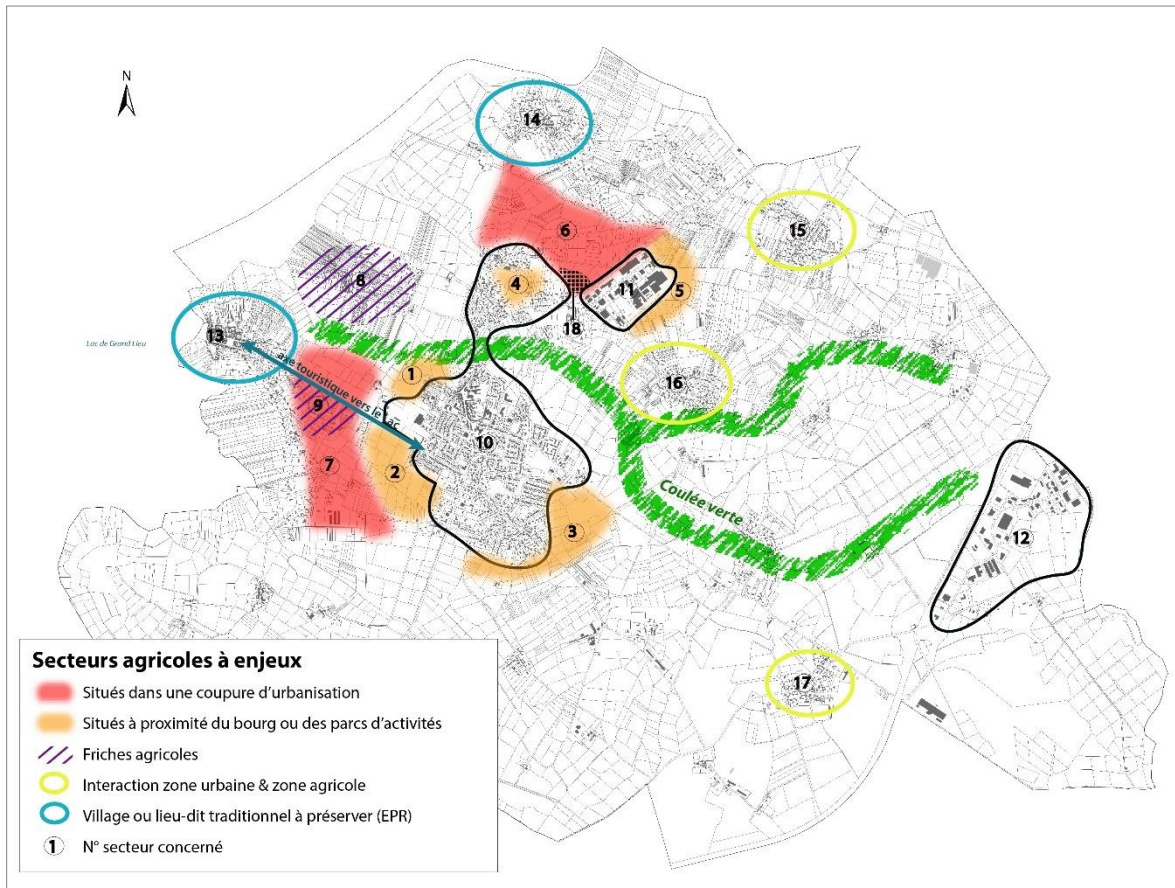 N
14
15
6
8
4
11
5
18
13
Lac de Grand Lieu
axe touristique vers le Lac
16
1
9
10
7
2
Coulée verte
3
12
17
Secteurs agricoles à enjeux
Situés dans une coupure d'urbanisation
Situés à proximité du bourg ou des parcs d'activités
Friches agricoles
Interaction zone urbaine & zone agricole
Village ou lieu-dit traditionnel à préserver (EPR)
1 N° secteur concerné